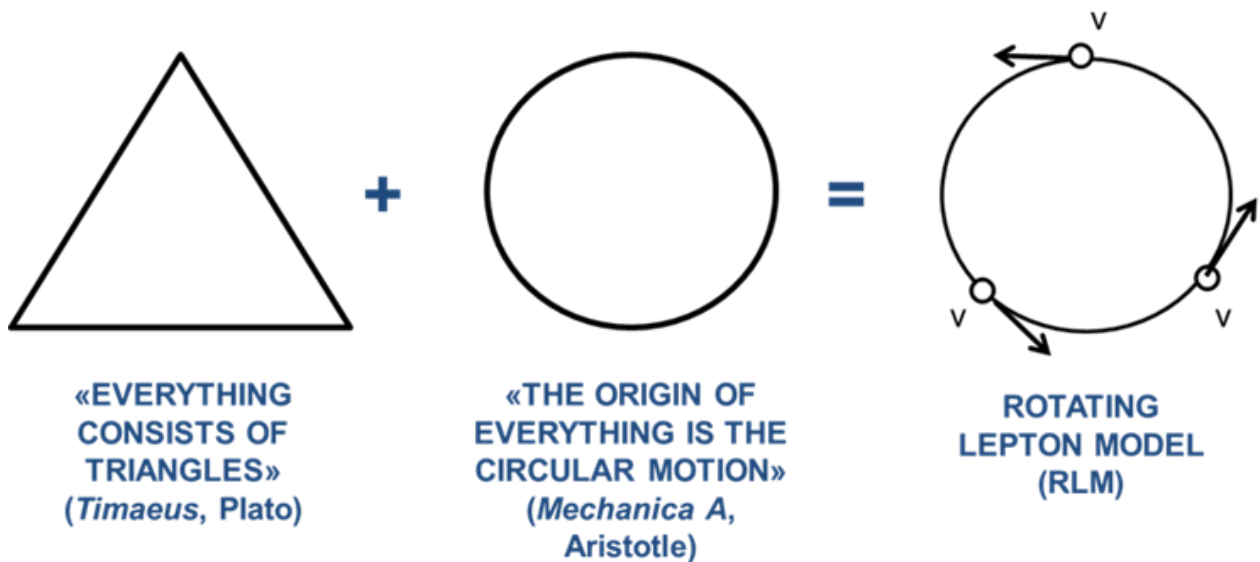 v
+
=
v
v
«EVERYTHING
CONSISTS OF
TRIANGLES»
(Timaeus, Plato)
«THE ORIGIN OF
EVERYTHING IS THE
CIRCULAR MOTION»
(Mechanica A,
Aristotle)
ROTATING
LEPTON MODEL
(RLM)